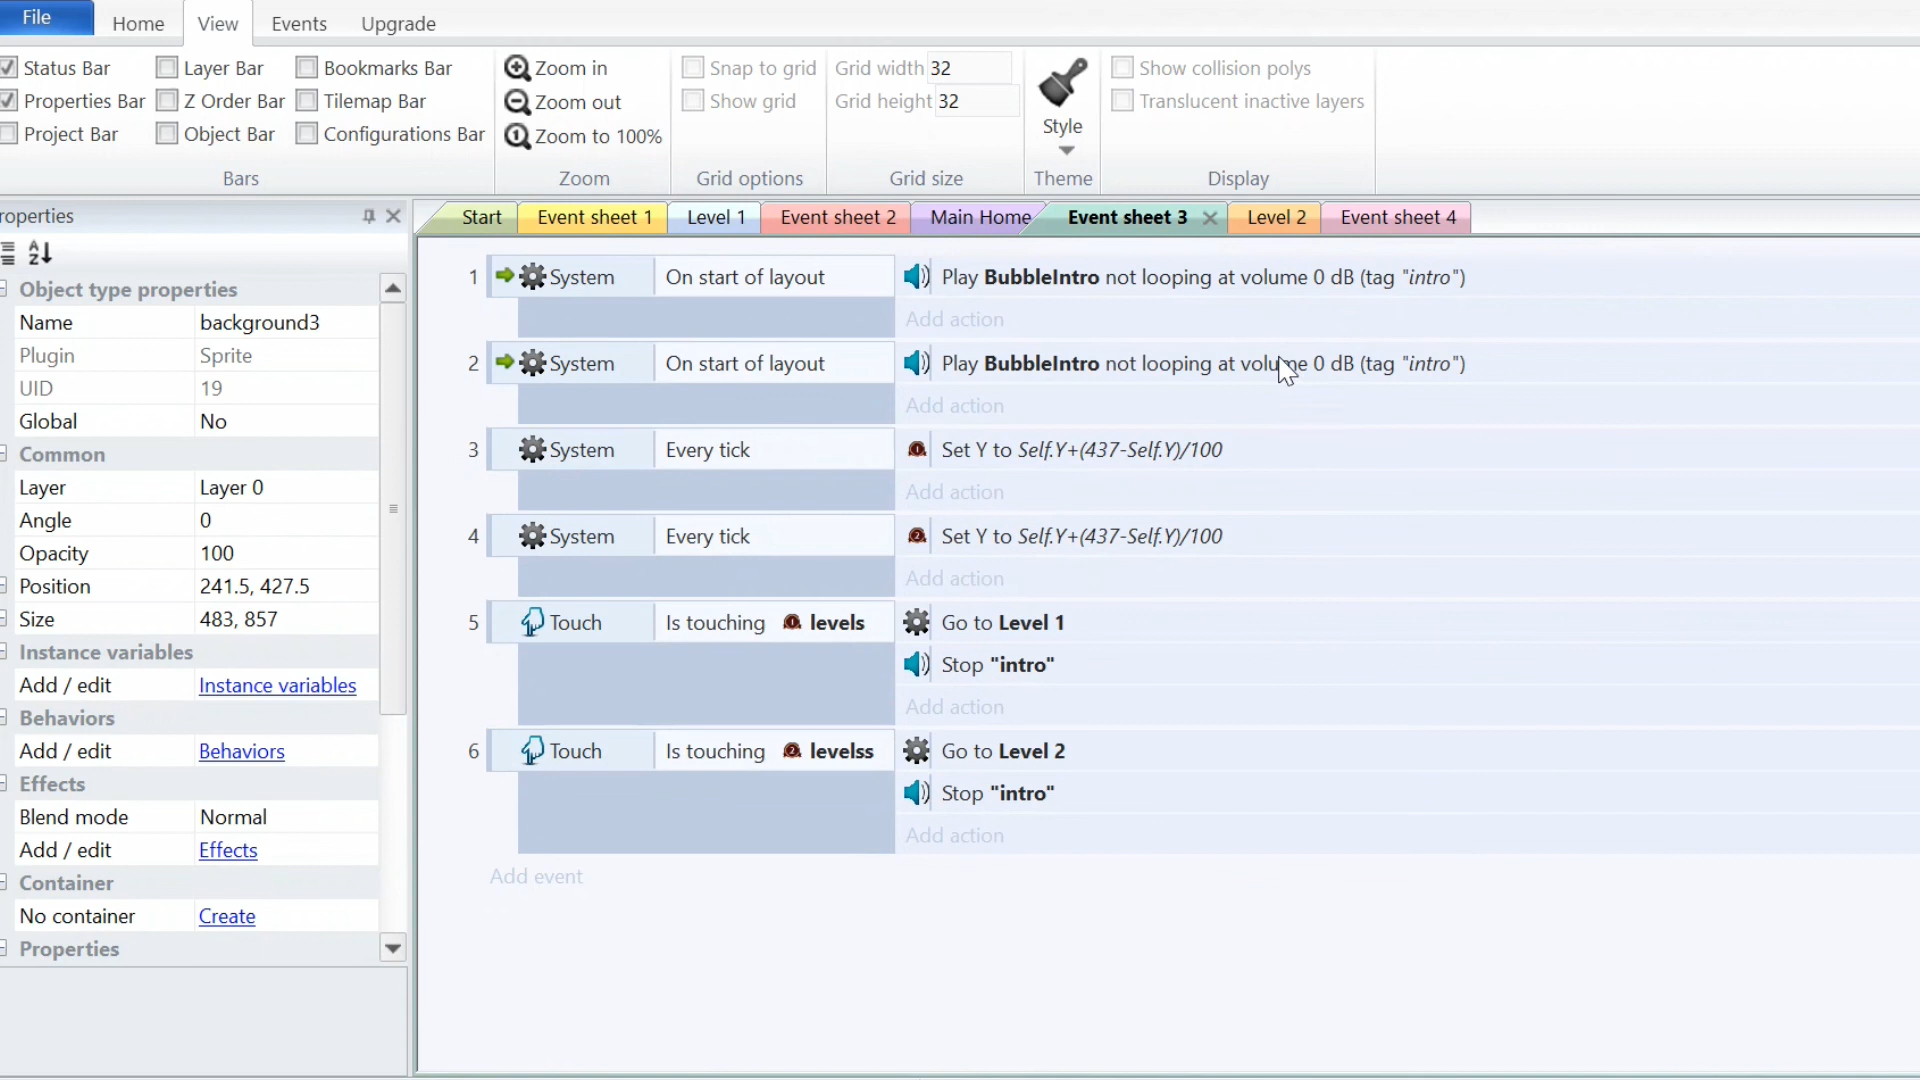 File Home View Events Upgrade
Status Bar Layer Bar Bookmarks Bar Zoom in Snap to grid Grid width 32 Show collision polys
Properties Bar Z Order Bar Tilemap Bar Zoom out Show grid Grid height 32 Translucent inactive layers
Project Bar Object Bar Configurations Bar Zoom to 100% Style
Bars Zoom Grid options Grid size Theme Display
roperties
Start Event sheet 1 Level 1 Event sheet 2 Main Home Event sheet 3 Level 2 Event sheet 4
Object type properties
Name background3
Plugin Sprite
UID 19
Global No
Common
Layer Layer 0
Angle 0
Opacity 100
Position 241.5, 427.5
Size 483, 857
Instance variables
Add / edit Instance variables
Behaviors
Add / edit Behaviors
Effects
Blend mode Normal
Add / edit Effects
Container
No container Create
Properties
1 System On start of layout Play BubbleIntro not looping at volume 0 dB (tag "intro")
Add action
2 System On start of layout Play BubbleIntro not looping at volume 0 dB (tag "intro")
Add action
3 System Every tick Set Y to Self.Y+(437-Self.Y)/100
Add action
4 System Every tick Set Y to Self.Y+(437-Self.Y)/100
Add action
5 Touch Is touching levels Go to Level 1
Stop "intro"
Add action
6 Touch Is touching levelss Go to Level 2
Stop "intro"
Add action
Add event